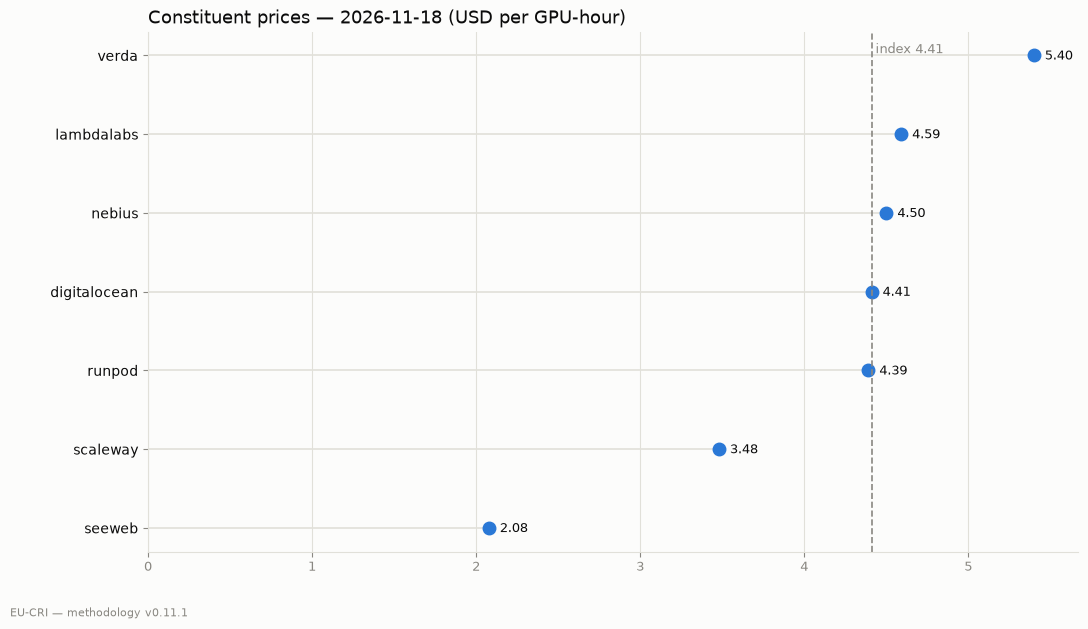 Constituent prices — 2026-11-18 (USD per GPU-hour)
index 4.41
verda 5.40
lambdalabs 4.59
nebius 4.50
digitalocean 4.41
runpod 4.39
scaleway 3.48
seeweb 2.08
0 1 2 3 4 5
EU-CRI — methodology v0.11.1